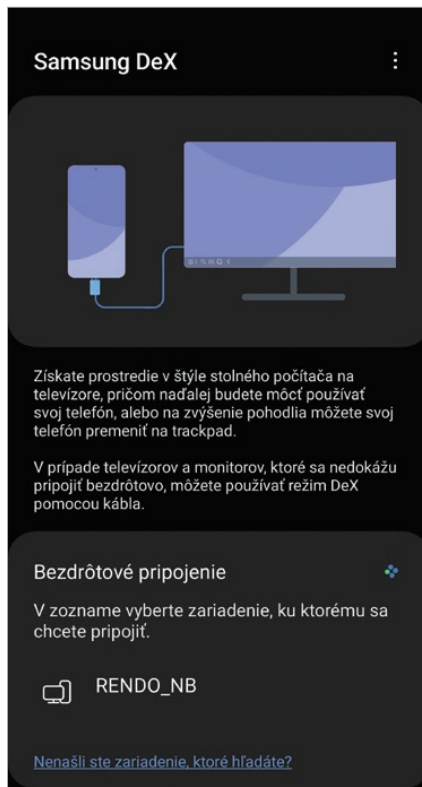 Samsung DeX
Získate prostredie v štýle stolného počítača na
televízore, pričom naďalej budete môcť používať
svoj telefón, alebo na zvýšenie pohodlia môžete svoj
telefón premeniť na trackpad.
V prípade televízorov a monitorov, ktoré sa nedokážu
pripojiť bezdrôtovo, môžete používať režim DeX
pomocou kábla.
Bezdrôtové pripojenie
V zozname vyberte zariadenie, ku ktorému sa
chcete pripojiť.
RENDO_NB
Nenašli ste zariadenie, ktoré hľadáte?